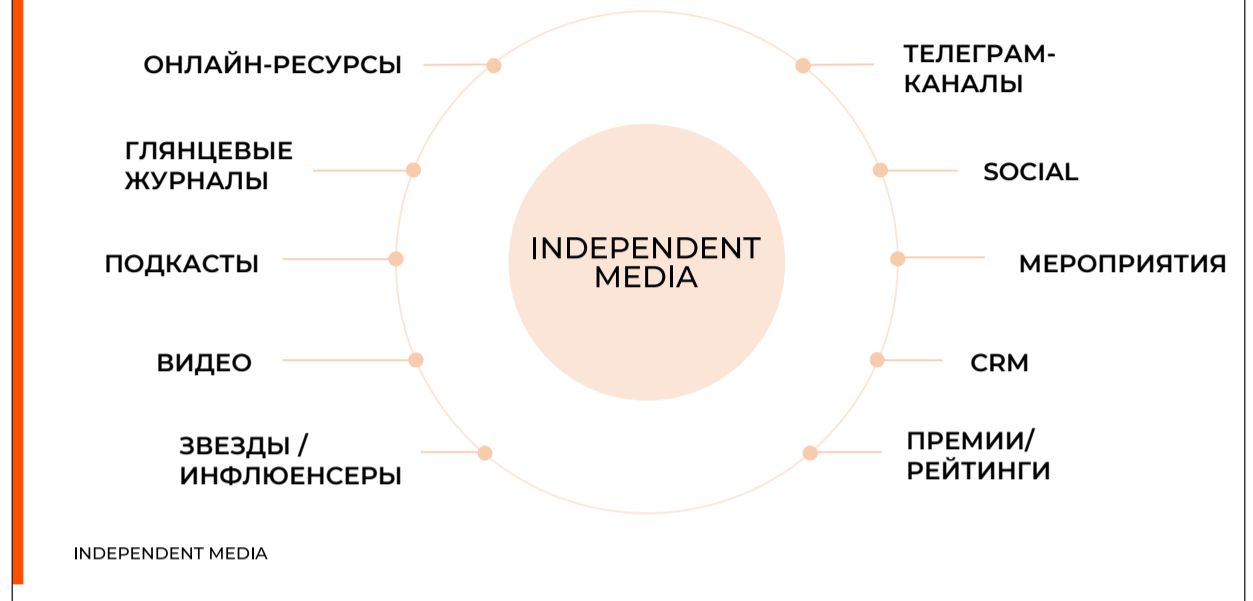 ОНЛАЙН-РЕСУРСЫ
ТЕЛЕГРАМ-
КАНАЛЫ
ГЛЯНЦЕВЫЕ
ЖУРНАЛЫ
SOCIAL
INDEPENDENT
MEDIA
ПОДКАСТЫ
МЕРОПРИЯТИЯ
ВИДЕО
CRM
ЗВЕЗДЫ /
ИНФЛЮЕНСЕРЫ
ПРЕМИИ/
РЕЙТИНГИ
INDEPENDENT MEDIA